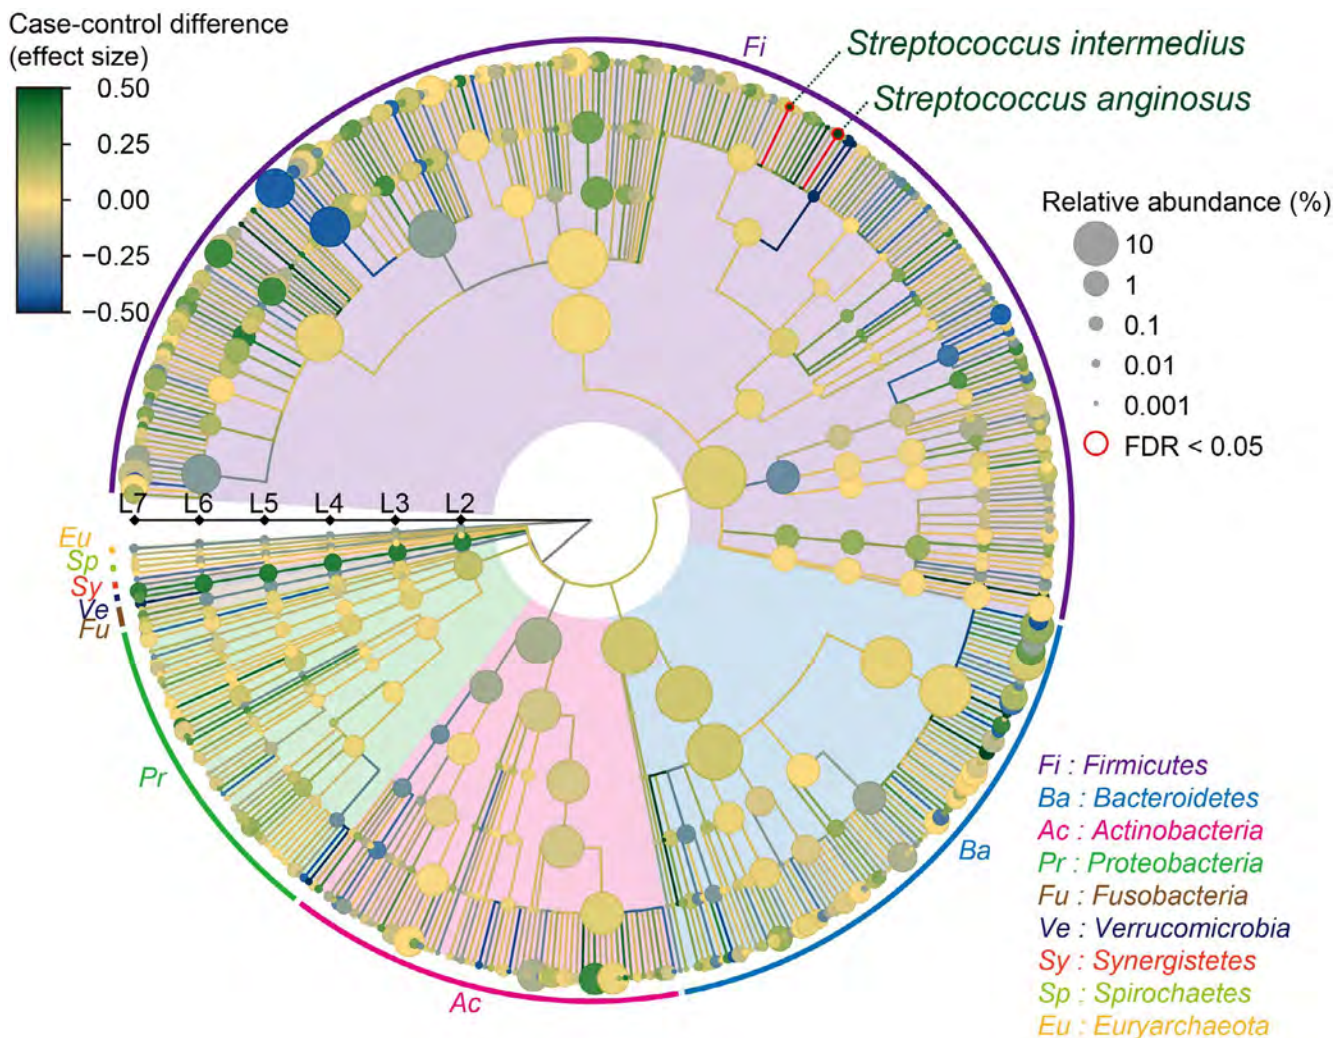 Case-control difference
(effect size)
0.50
0.25
0.00
−0.25
−0.50
Fi
Streptococcus intermedius
Streptococcus anginosus
Relative abundance (%)
10
1
0.1
0.01
0.001
FDR < 0.05
L7 L6 L5 L4 L3 L2
Eu
Sp
Sy
Ve
Fu
Pr
Ac
Ba
Fi : Firmicutes
Ba : Bacteroidetes
Ac : Actinobacteria
Pr : Proteobacteria
Fu : Fusobacteria
Ve : Verrucomicrobia
Sy : Synergistetes
Sp : Spirochaetes
Eu : Euryarchaeota